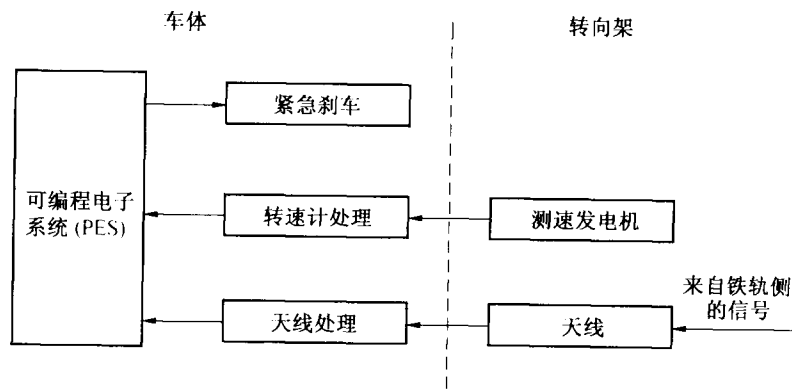 车体
转向架
紧急刹车
可编程电子
系统(PES)
转速计处理
测速发电机
来自铁轨侧
的信号
天线处理
天线